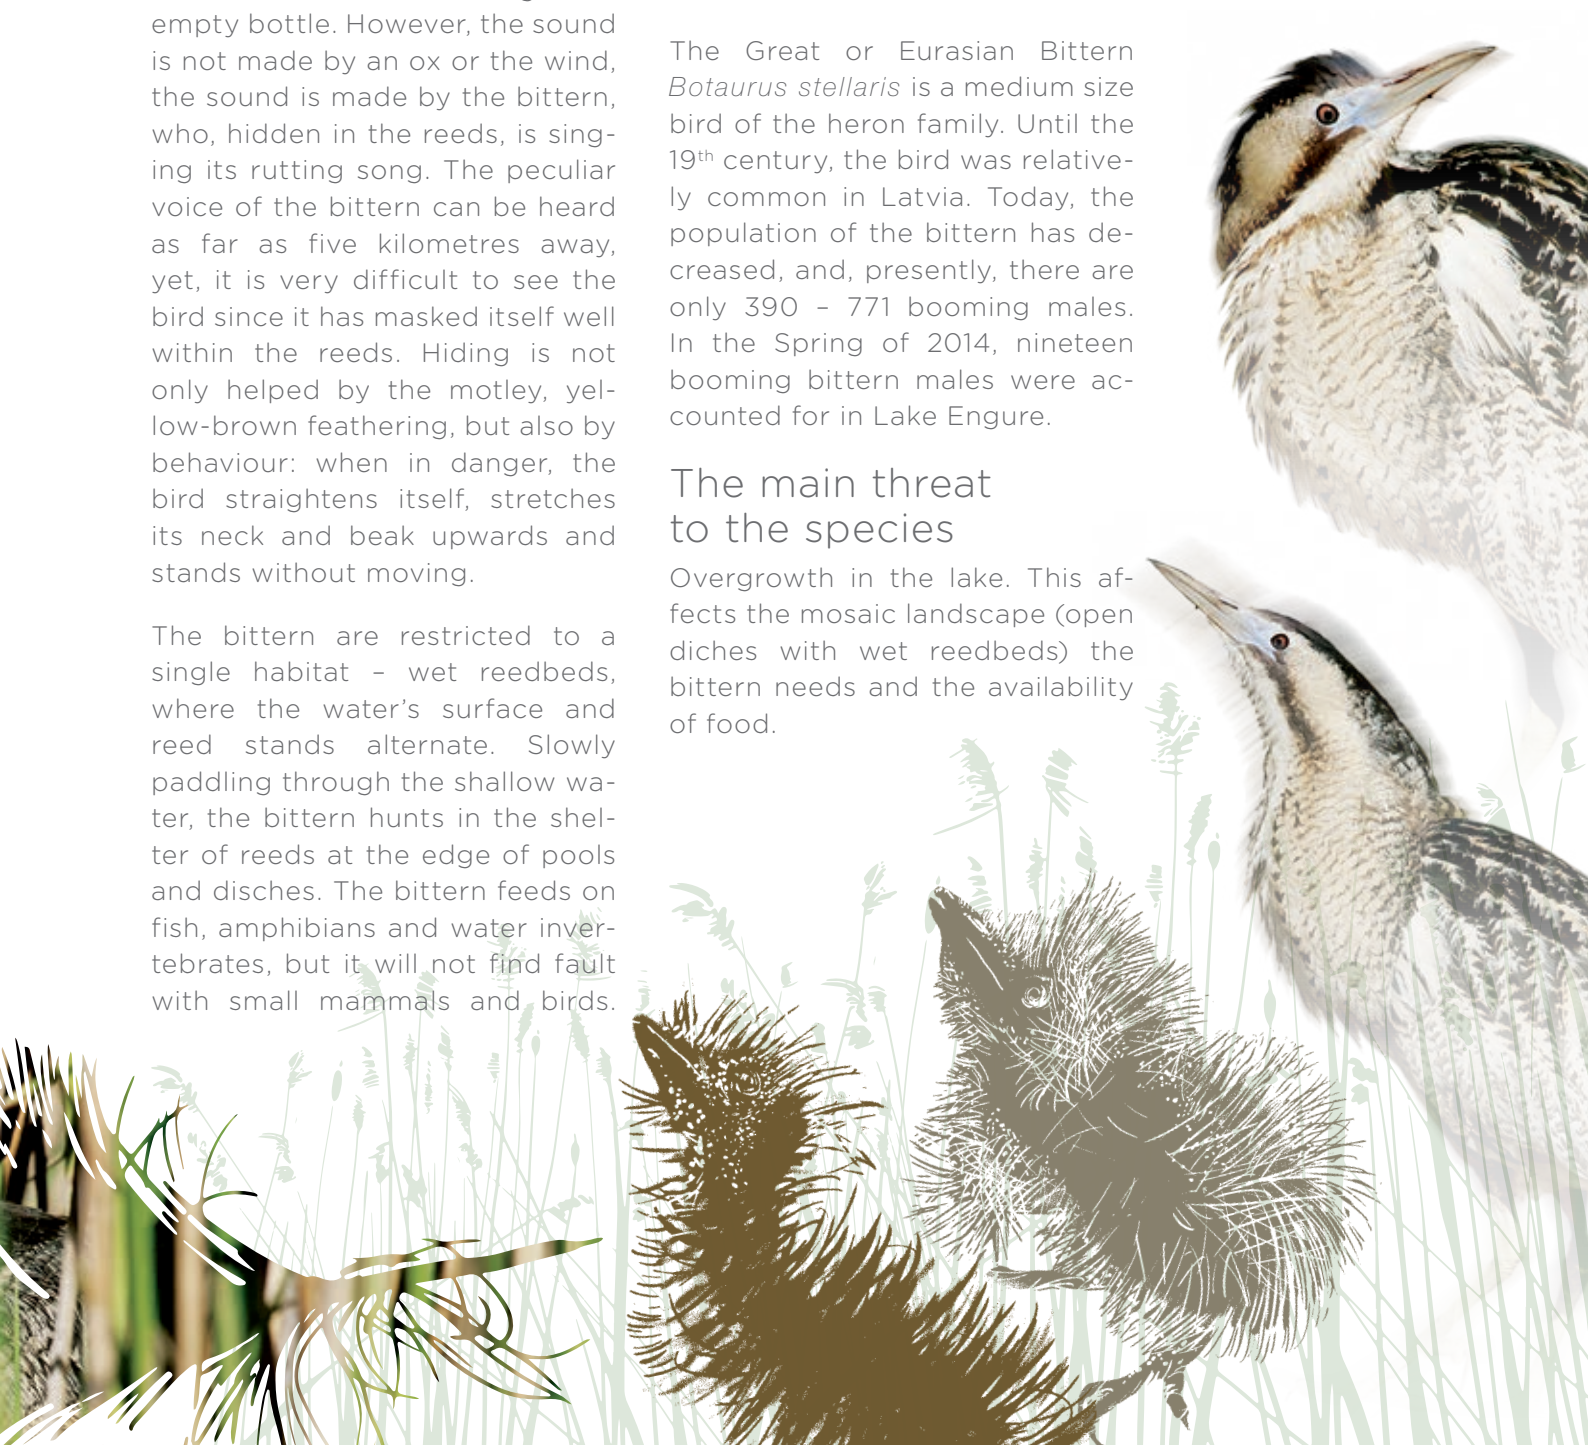 empty bottle. However, the sound
is not made by an ox or the wind,
the sound is made by the bittern,
who, hidden in the reeds, is sing-
ing its rutting song. The peculiar
voice of the bittern can be heard
as far as five kilometres away,
yet, it is very difficult to see the
bird since it has masked itself well
within the reeds. Hiding is not
only helped by the motley, yel-
low-brown feathering, but also by
behaviour: when in danger, the
bird straightens itself, stretches
its neck and beak upwards and
stands without moving.
The bittern are restricted to a
single habitat – wet reedbeds,
where the water's surface and
reed stands alternate. Slowly
paddling through the shallow wa-
ter, the bittern hunts in the shel-
ter of reeds at the edge of pools
and disches. The bittern feeds on
fish, amphibians and water inver-
tebrates, but it will not find fault
with small mammals and birds.
The Great or Eurasian Bittern
Botaurus stellaris is a medium size
bird of the heron family. Until the
19th century, the bird was relative-
ly common in Latvia. Today, the
population of the bittern has de-
creased, and, presently, there are
only 390 – 771 booming males.
In the Spring of 2014, nineteen
booming bittern males were ac-
counted for in Lake Engure.
The main threat
to the species
Overgrowth in the lake. This af-
fects the mosaic landscape (open
diches with wet reedbeds) the
bittern needs and the availability
of food.